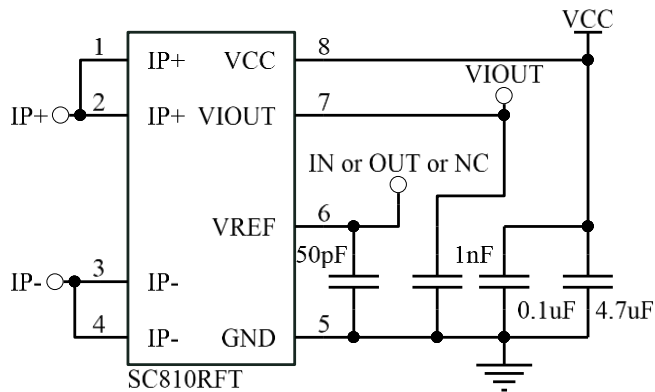 VCC
1
IP+
VCC
8
VIOUT
IP+
2
IP+
VIOUT
7
IN or OUT or NC
VREF
6
50pF
1nF
IP-
3
IP-
0.1uF
4.7uF
4
IP-
GND
5
SC810RFT